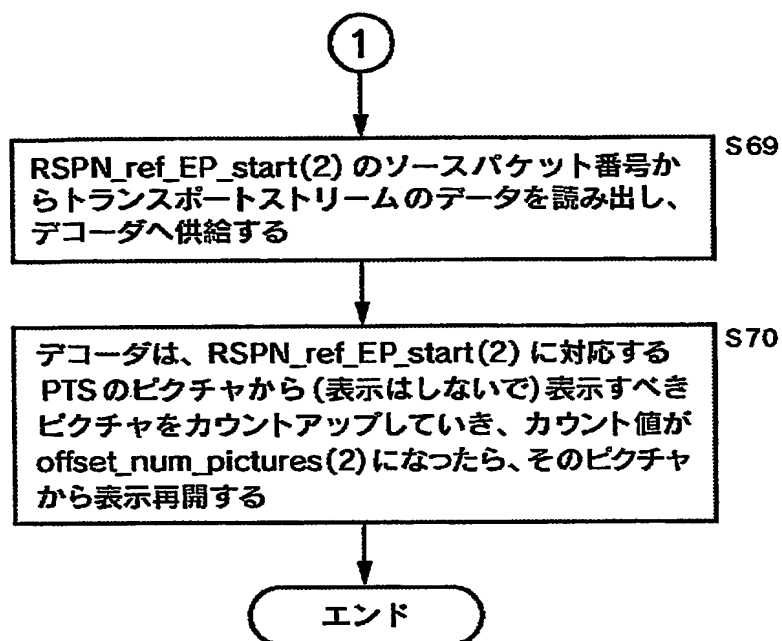 1
RSPN_ref_EP_start(2) のソースパケット番号か
らトランスポートストリームのデータを読み出し、
デコーダへ供給する
S69
デコーダは、RSPN_ref_EP_start(2) に対応する
PTSのピクチャから(表示はしないで)表示すべき
ピクチャをカウントアップしていき、カウント値が
offset_num_pictures(2)になったら、そのピクチャ
から表示再開する
S70
エンド